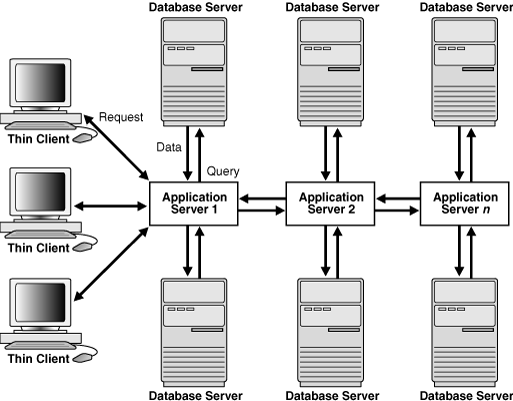 Database Server
Database Server
Database Server
Request
Thin Client
Data
Query
Thin Client
Application
Server 1
Application
Server 2
Application
Server n
Thin Client
Database Server
Database Server
Database Server